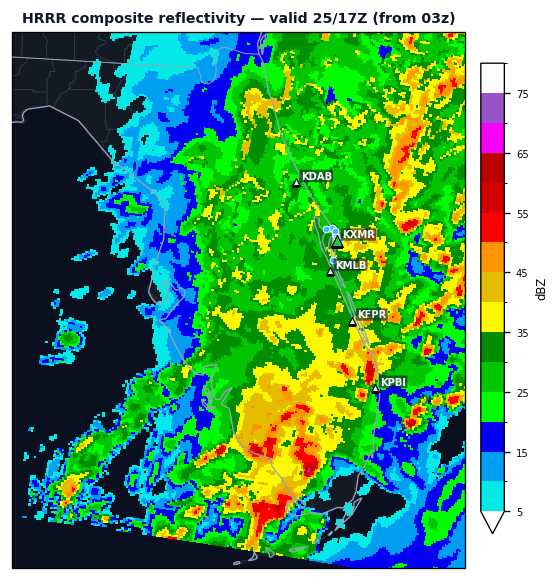 HRRR composite reflectivity — valid 25/17Z (from 03z)
KDAB
KXMR
KMLB
KFPR
KPBI
75
65
55
45
35
25
15
5
dBZ